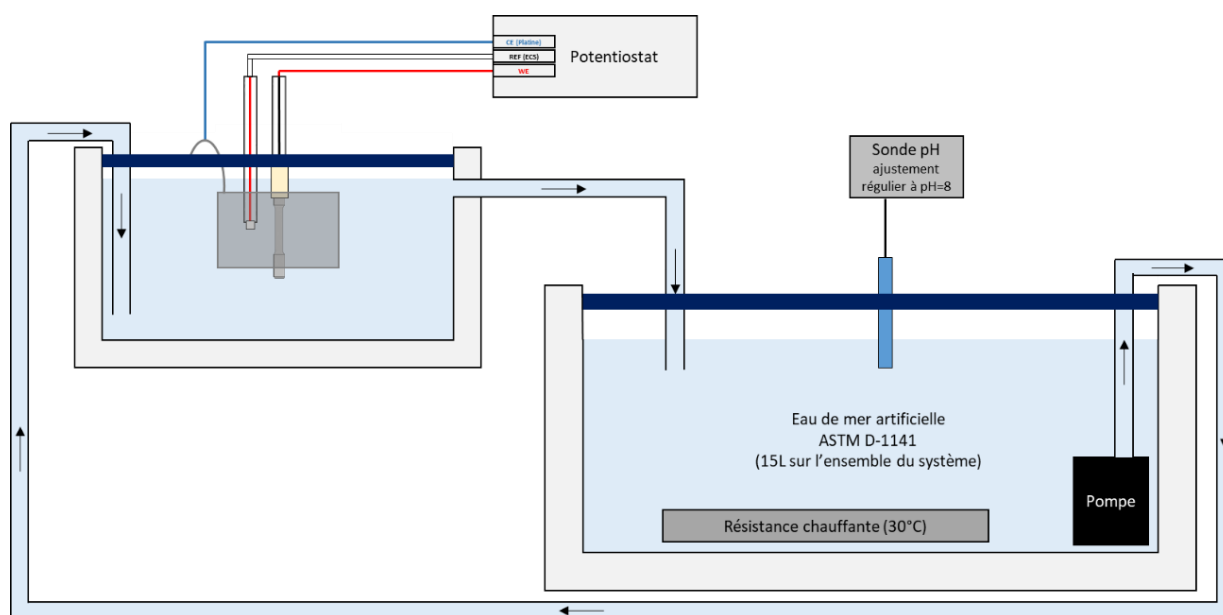 CE (Platine)
REF (ECS)
WE
Potentiostat
Sonde pH
ajustement
régulier à pH=8
Eau de mer artificielle
ASTM D-1141
(15L sur l'ensemble du système)
Pompe
Résistance chauffante (30°C)